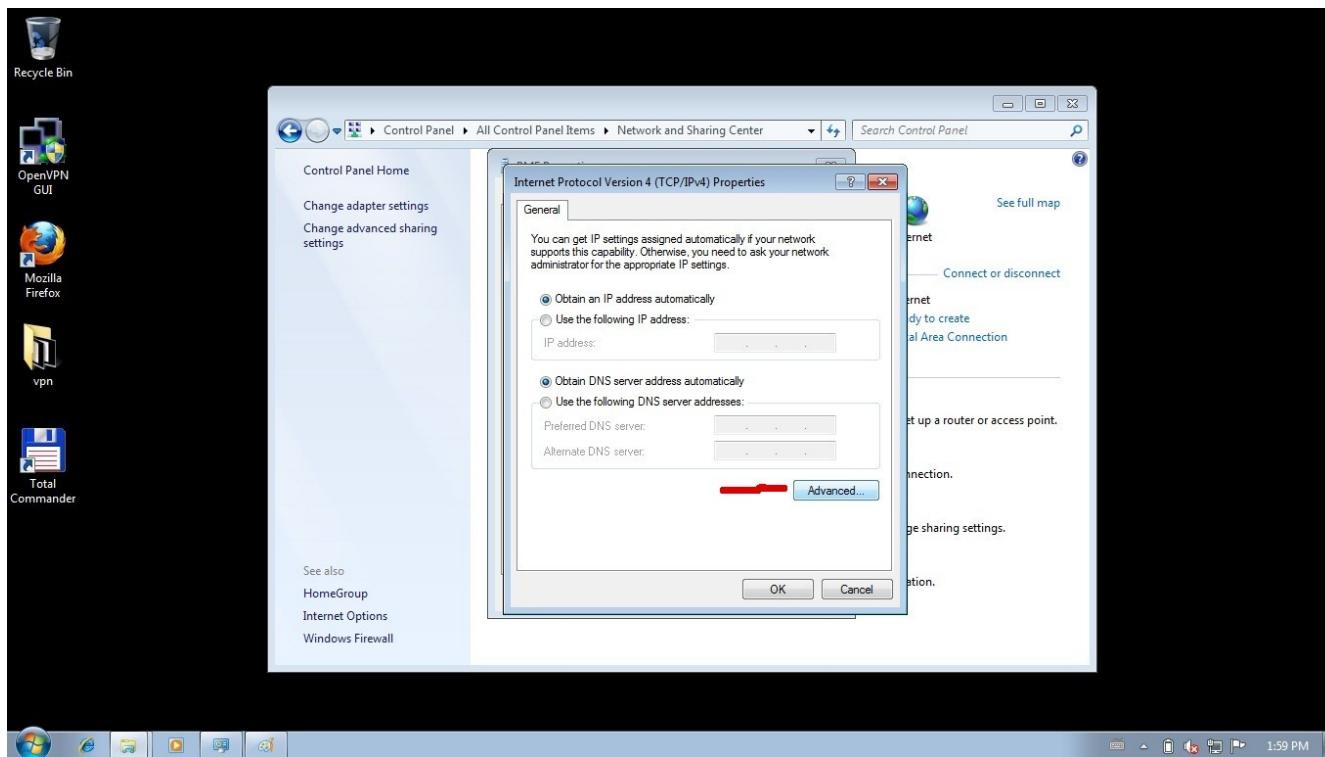 Recycle Bin
OpenVPN
GUI
Mozilla
Firefox
vpn
Total
Commander
Control Panel
All Control Panel Items
Network and Sharing Center
Search Control Panel
Control Panel Home
Change adapter settings
Change advanced sharing
settings
See also
HomeGroup
Internet Options
Windows Firewall
Internet Protocol Version 4 (TCP/IPv4) Properties
General
You can get IP settings assigned automatically if your network
supports this capability. Otherwise, you need to ask your network
administrator for the appropriate IP settings.
Obtain an IP address automatically
Use the following IP address:
IP address:
Obtain DNS server address automatically
Use the following DNS server addresses:
Preferred DNS server:
Alternate DNS server:
Advanced...
OK
Cancel
See full map
ernet
Connect or disconnect
ernet
dy to create
al Area Connection
et up a router or access point.
nnection.
ge sharing settings.
ation.
1:59 PM